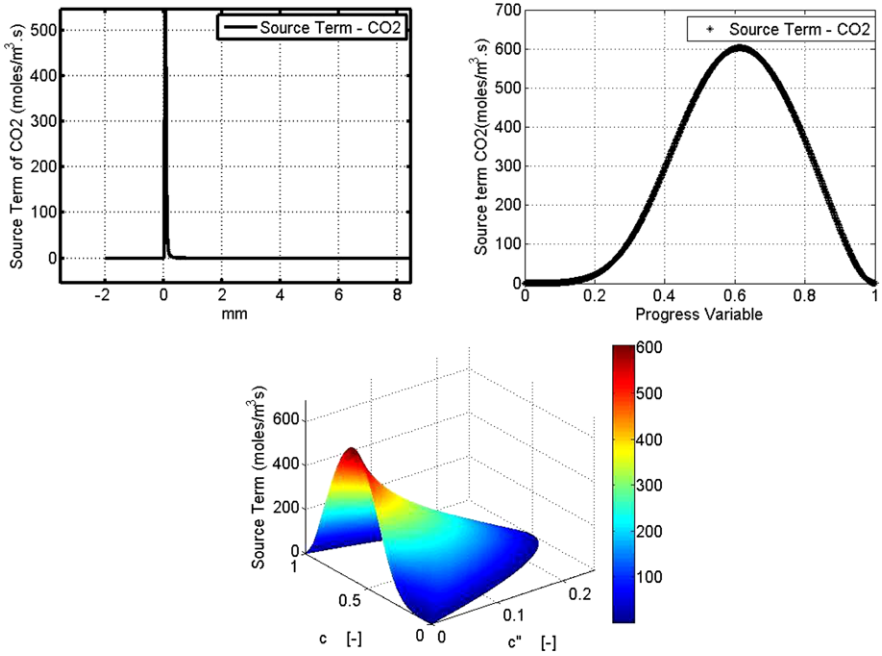 Source Term of CO2 (moles/m³.s)
500
400
300
200
100
0
-2 0 2 4 6 8
mm
Source Term - CO2
Source term CO2(moles/m³.s)
700
600
500
400
300
200
100
0
0 0.2 0.4 0.6 0.8 1
Progress Variable
Source Term - CO2
Source Term (moles/m³s)
600
400
200
0
1
0.5
0
c [-]
0
0.1
0.2
c" [-]
600
500
400
300
200
100